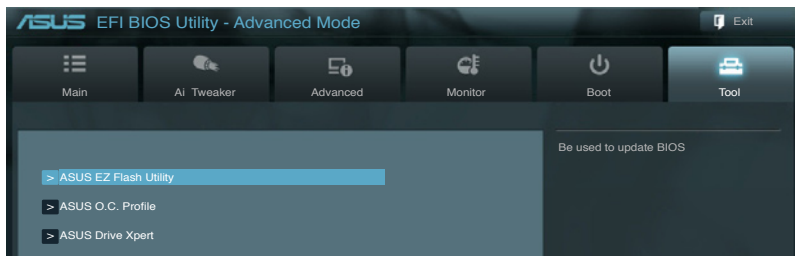 ASUS EFI BIOS Utility - Advanced Mode
Exit
Main
Ai Tweaker
Advanced
Monitor
Boot
Tool
Be used to update BIOS
> ASUS EZ Flash Utility
> ASUS O.C. Profile
> ASUS Drive Xpert